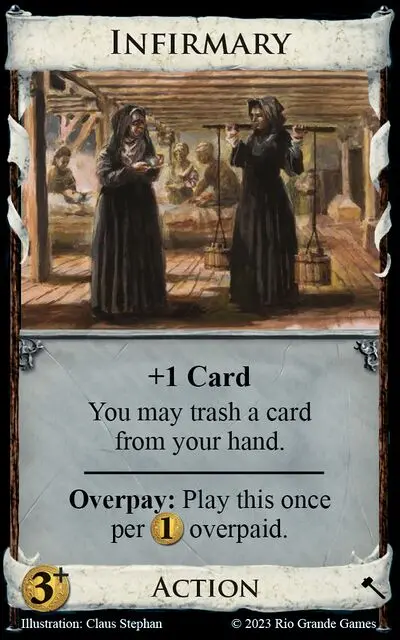 INFIRMARY
+1 Card
You may trash a card
from your hand.
Overpay: Play this once
per 1 overpaid.
3+ ACTION
Illustration: Claus Stephan © 2023 Rio Grande Games